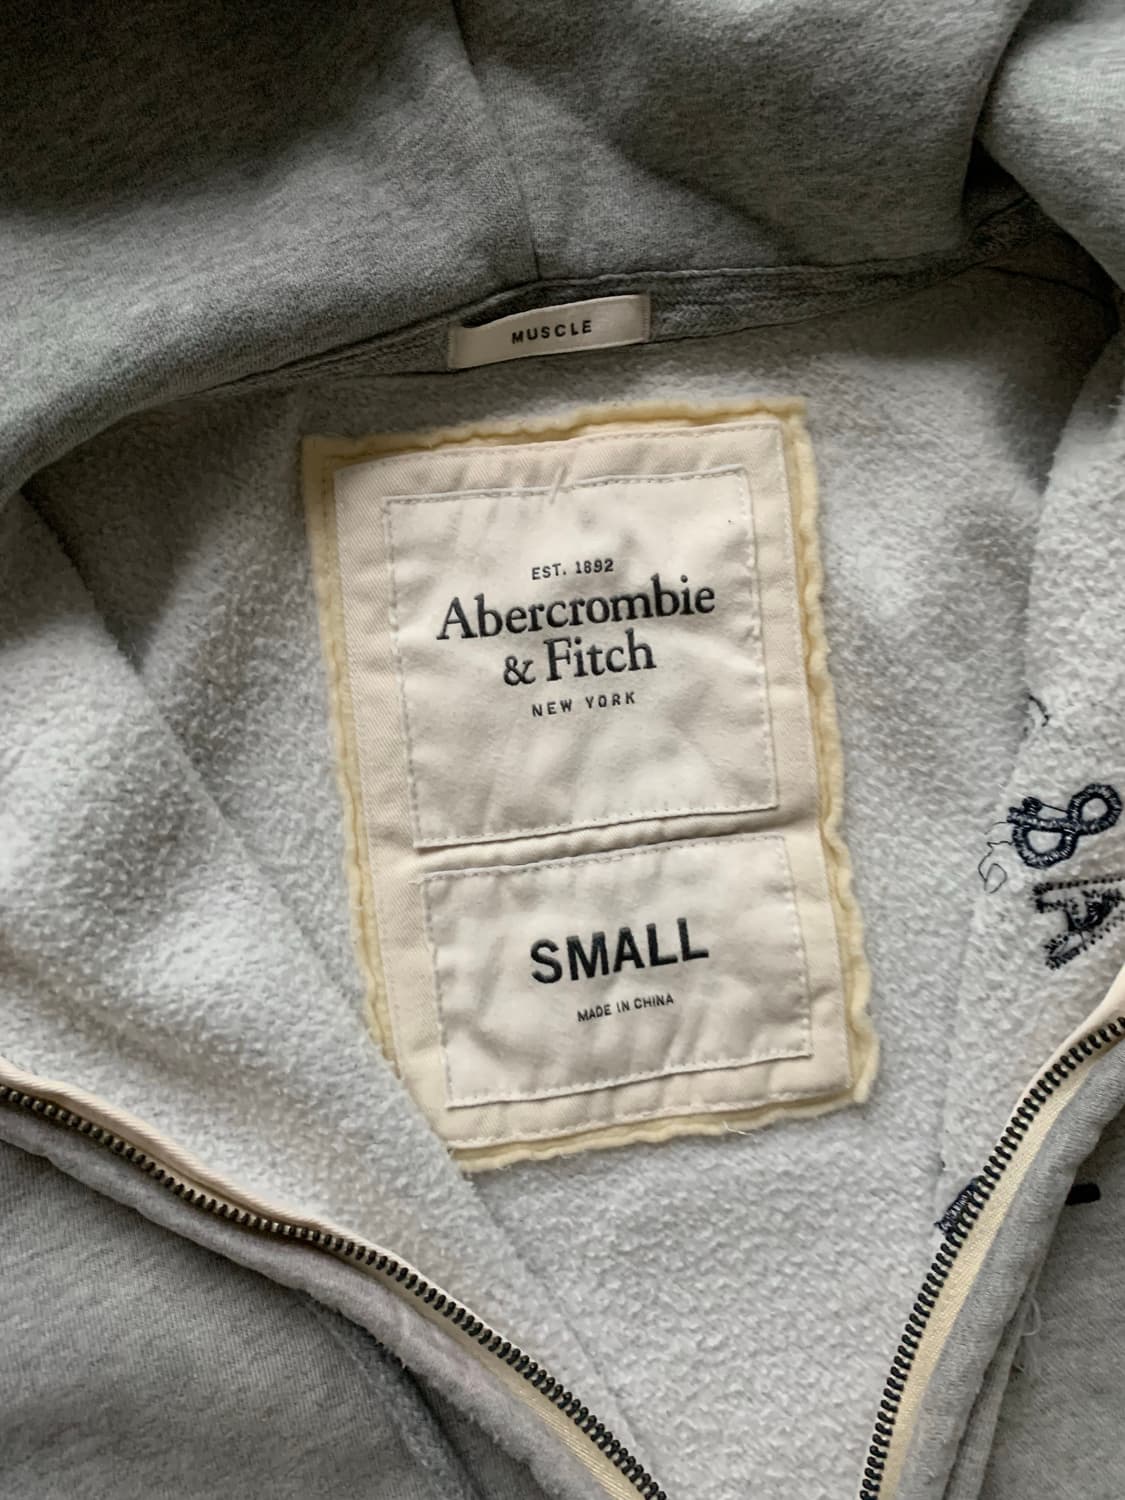 MUSCLE
EST. 1892
Abercrombie
& Fitch
NEW YORK
SMALL
MADE IN CHINA